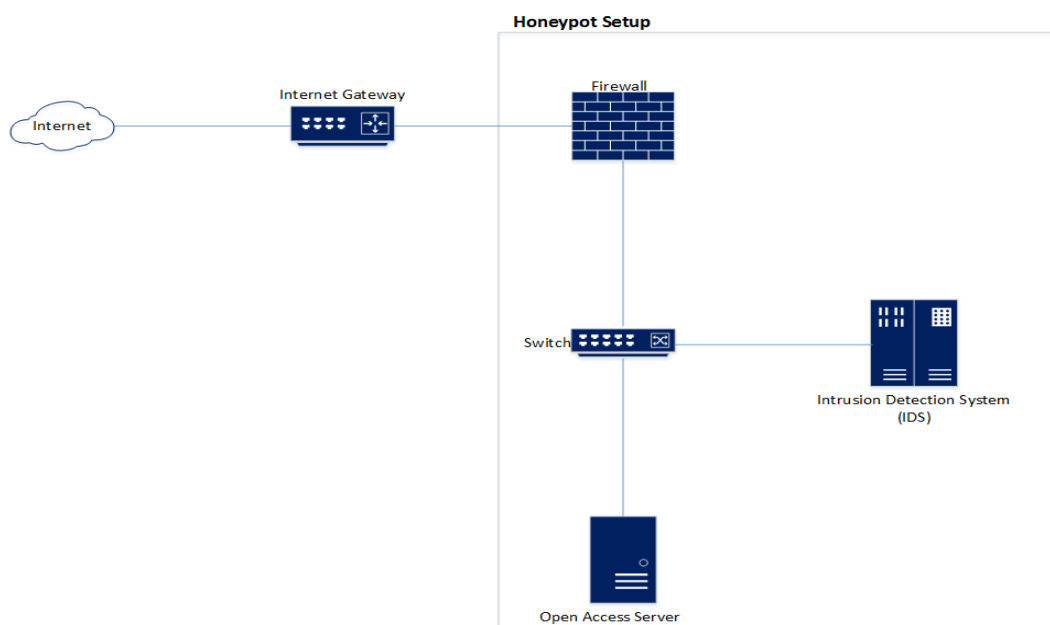 Honeypot Setup
Firewall
Internet Gateway
Internet
Switch
Intrusion Detection System
(IDS)
Open Access Server